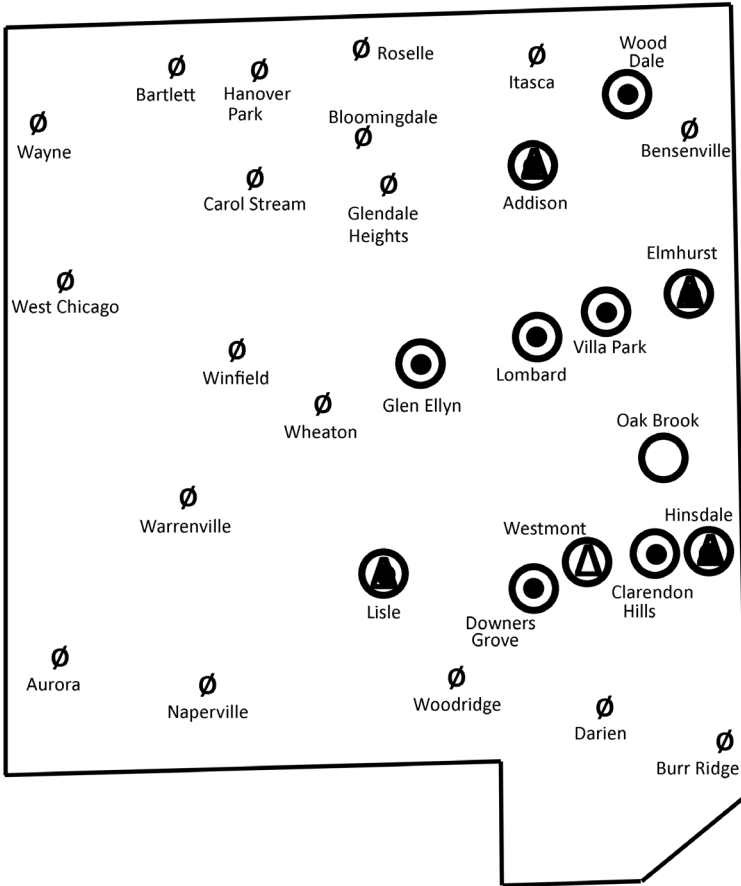 Wood
Dale
Roselle
Itasca
Bartlett
Hanover
Park
Bloomingdale
Wayne
Bensenville
Carol Stream
Glendale
Heights
Addison
Elmhurst
West Chicago
Villa Park
Winfield
Lombard
Glen Ellyn
Wheaton
Oak Brook
Warrenville
Westmont
Hinsdale
Clarendon
Hills
Lisle
Downers
Grove
Aurora
Naperville
Woodridge
Darien
Burr Ridge